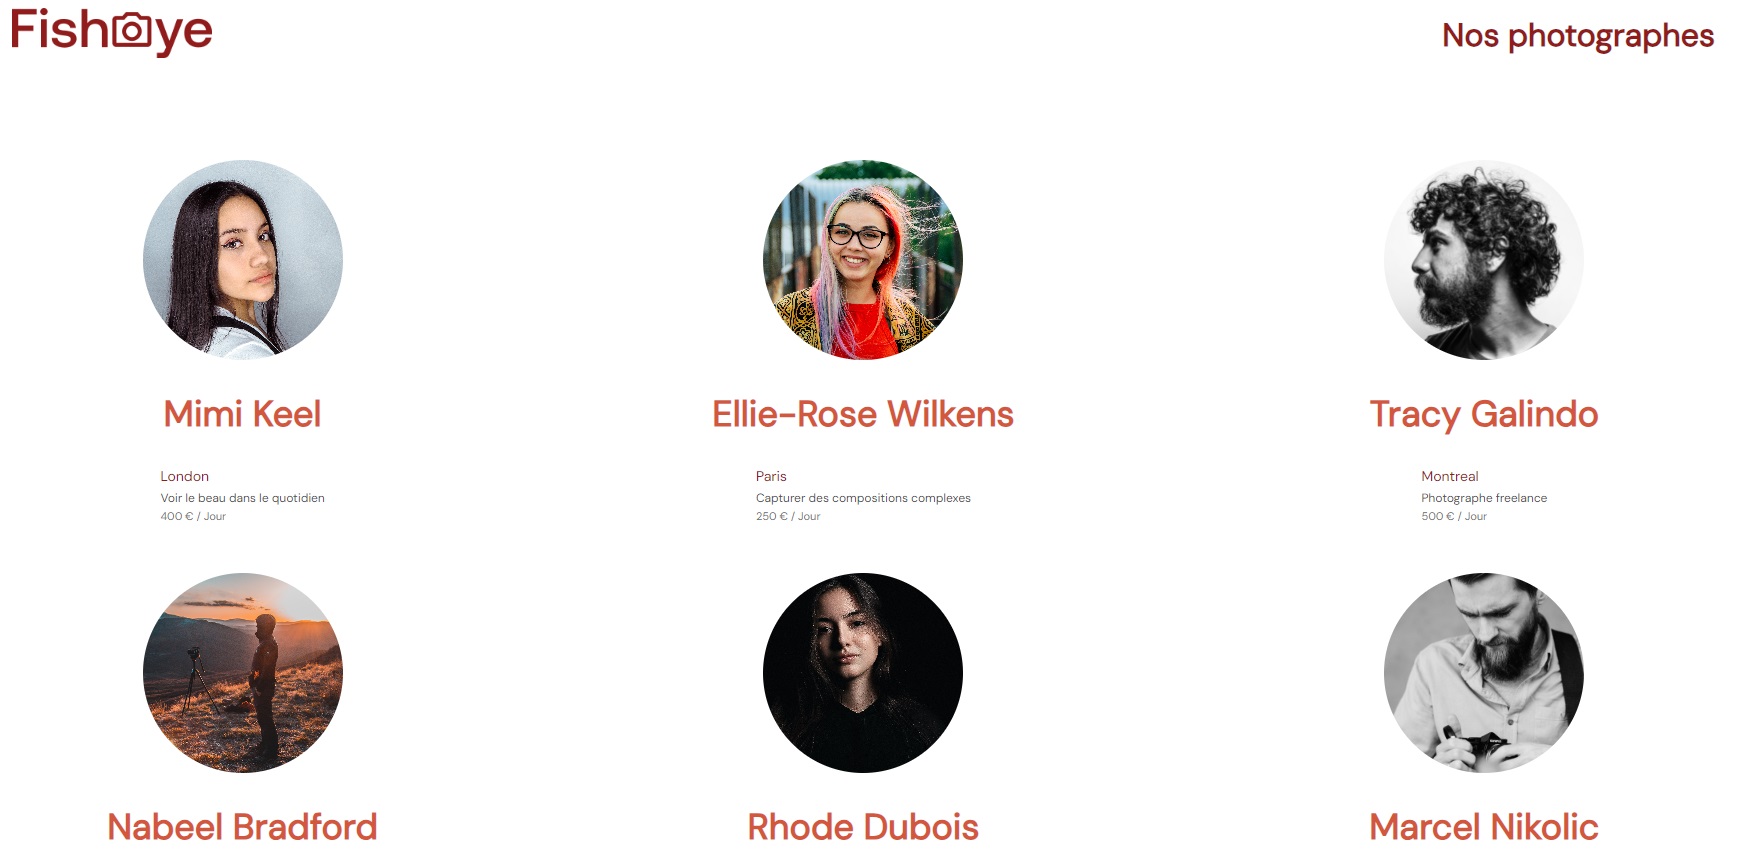 Fisheye
Nos photographes
Mimi Keel
Ellie-Rose Wilkens
Tracy Galindo
London
Voir le beau dans le quotidien
400 € / Jour
Paris
Capturer des compositions complexes
250 € / Jour
Montreal
Photographe freelance
500 € / Jour
Nabeel Bradford
Rhode Dubois
Marcel Nikolic